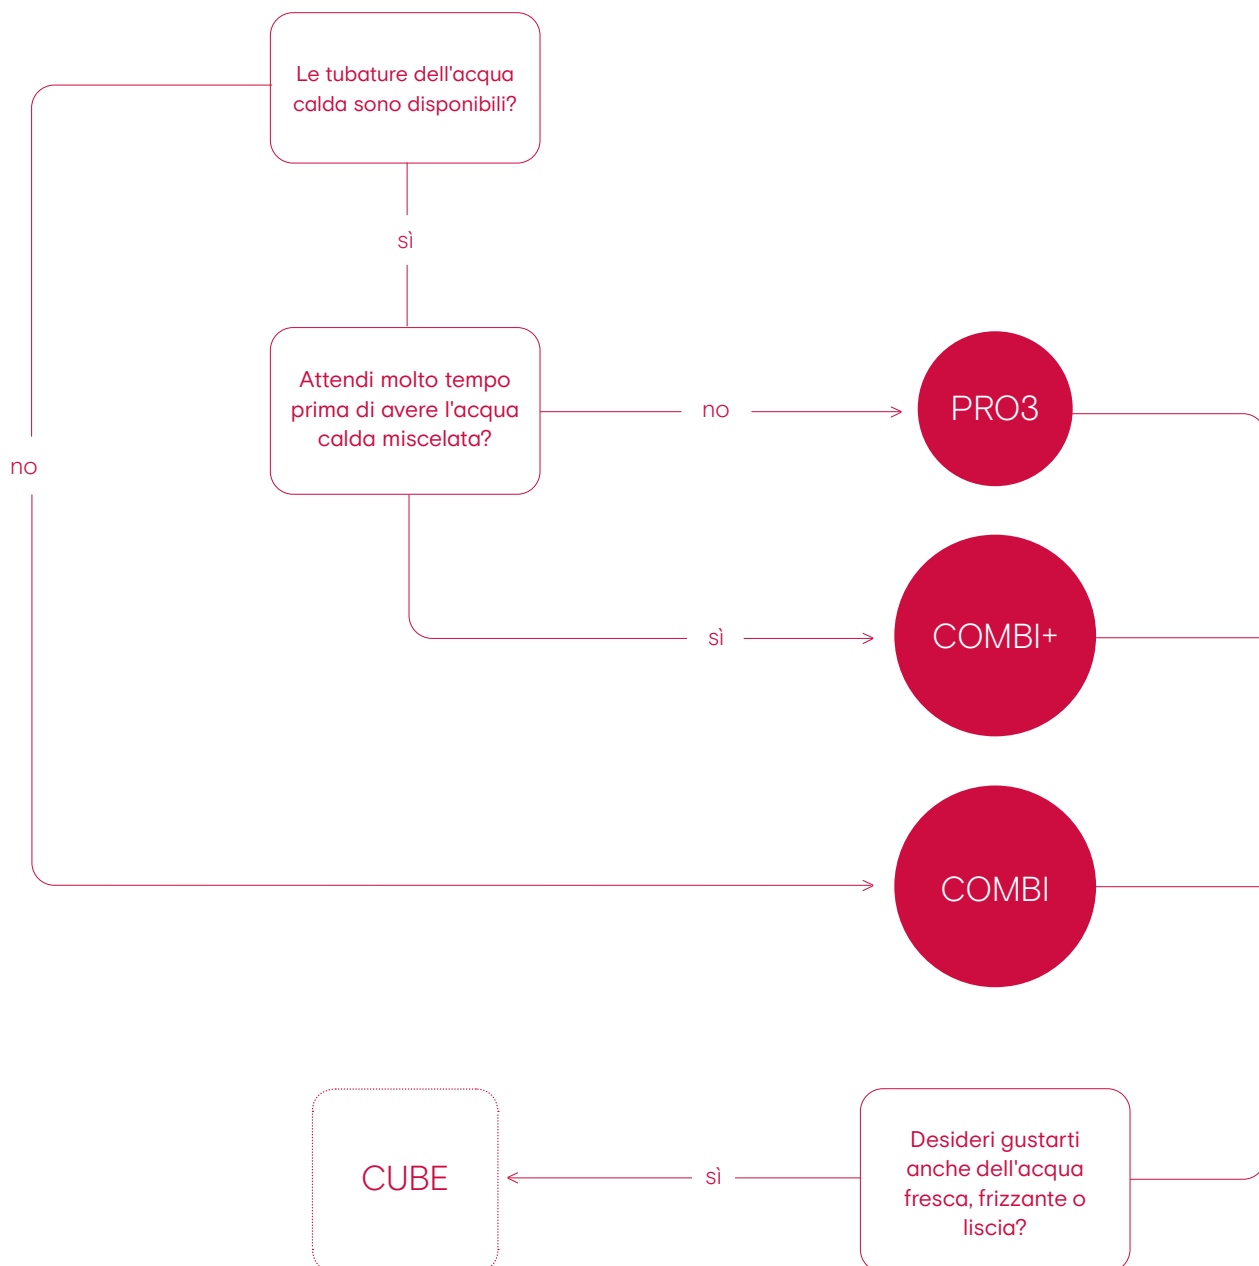 Le tubature dell'acqua
calda sono disponibili?
sì
Attendi molto tempo
prima di avere l'acqua
calda miscelata?
no
PRO3
no
sì
COMBI+
COMBI
Desideri gustarti
anche dell'acqua
fresca, frizzante o
liscia?
sì
CUBE